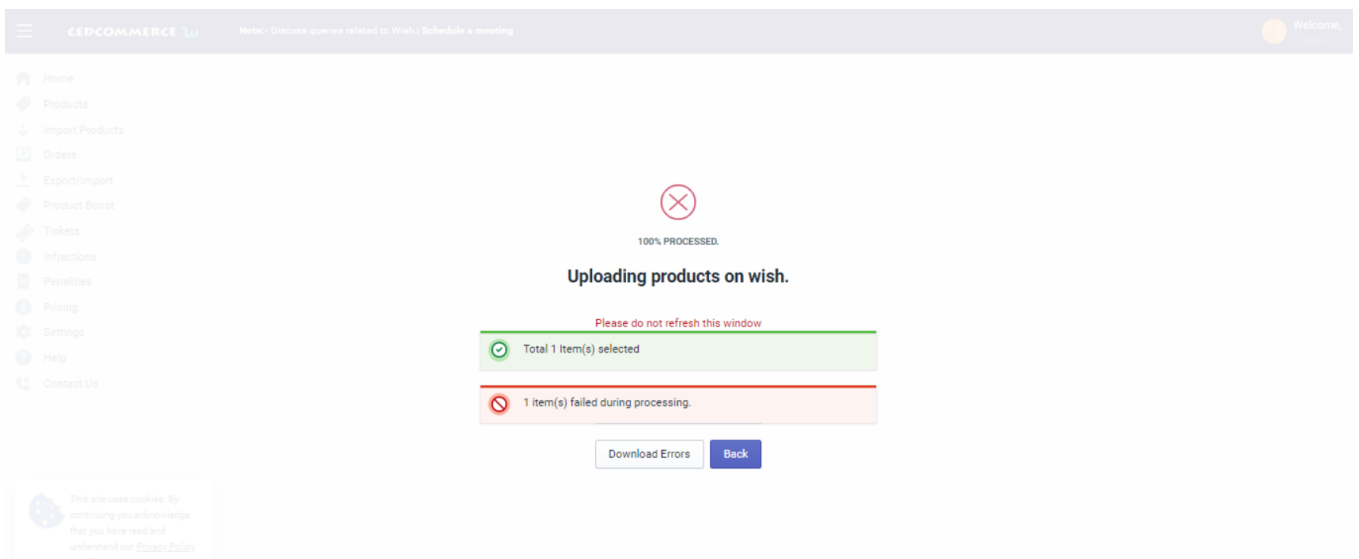 CEDCOMMERCE
Note:- Discuss queries related to Wish | Schedule a meeting
Welcome,
Home
Products
Import Products
Orders
Export/Import
Product Boost
Tickets
Infractions
Penalities
Pricing
Settings
Help
Contact Us
100% PROCESSED.
Uploading products on wish.
Please do not refresh this window
Total 1 Item(s) selected
1 item(s) failed during processing.
Download Errors
Back
This site uses cookies. By
continuing you acknowledge
that you have read and
understand our Privacy Policy